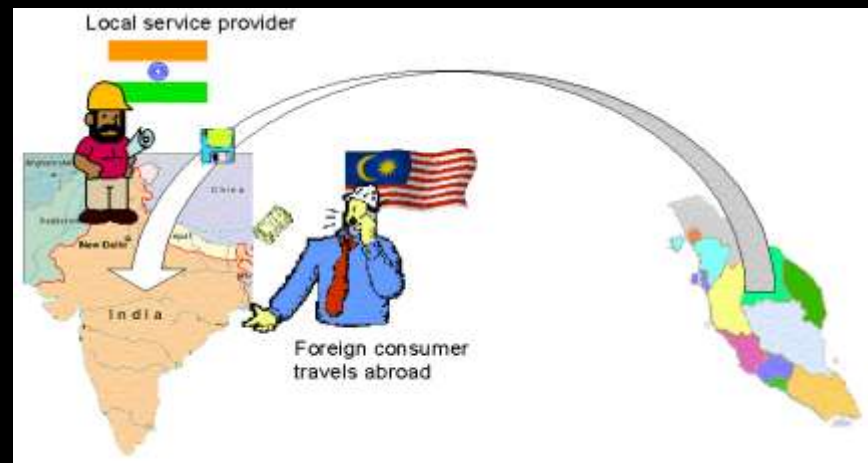 Local service provider
China
New Delhi
India
Foreign consumer
travels abroad